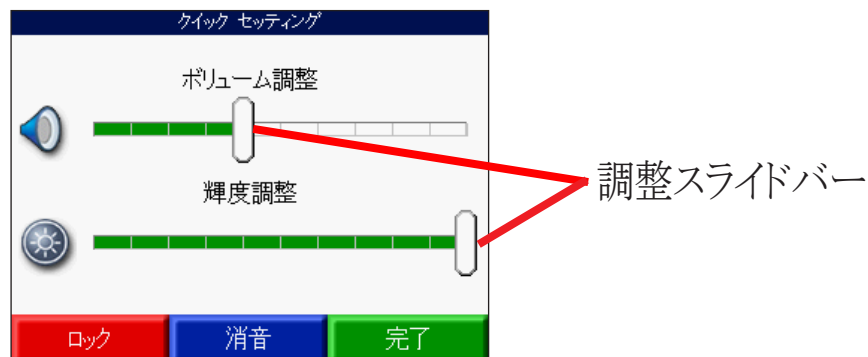 クイック セッティング
ボリューム調整
調整スライドバー
輝度調整
ロック
消音
完了